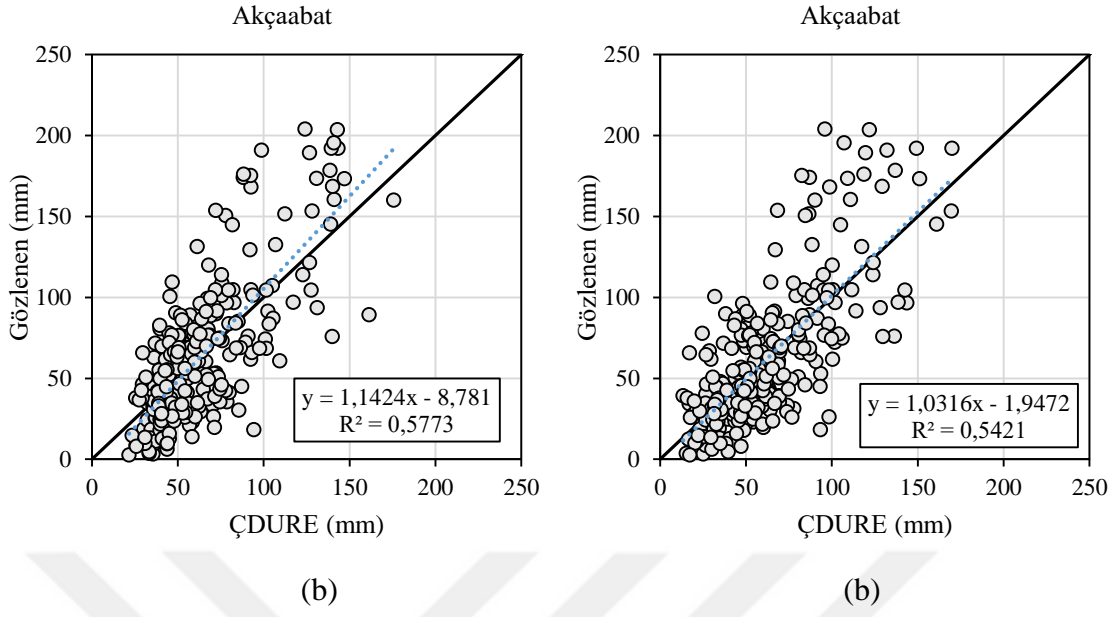 Akçaabat
250
200
150
100
50
0
Gözlenen (mm)
y = 1,1424x - 8,781
R² = 0,5773
0 50 100 150 200 250
ÇDURE (mm)
(b)
Akçaabat
250
200
150
100
50
0
Gözlenen (mm)
y = 1,0316x - 1,9472
R² = 0,5421
0 50 100 150 200 250
ÇDURE (mm)
(b)